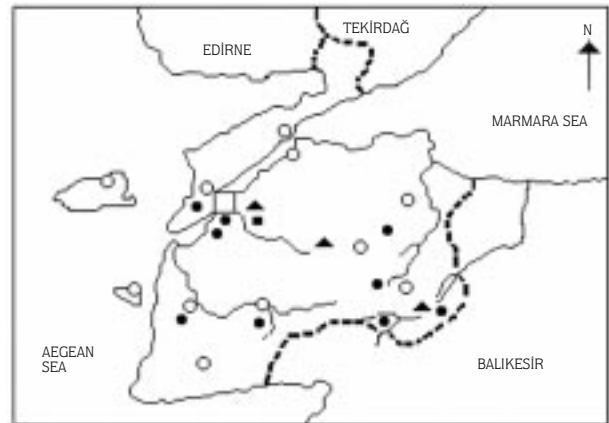 TEKİRDAĞ
EDİRNE
N
MARMARA SEA
AEGEAN
SEA
BALIKESİR